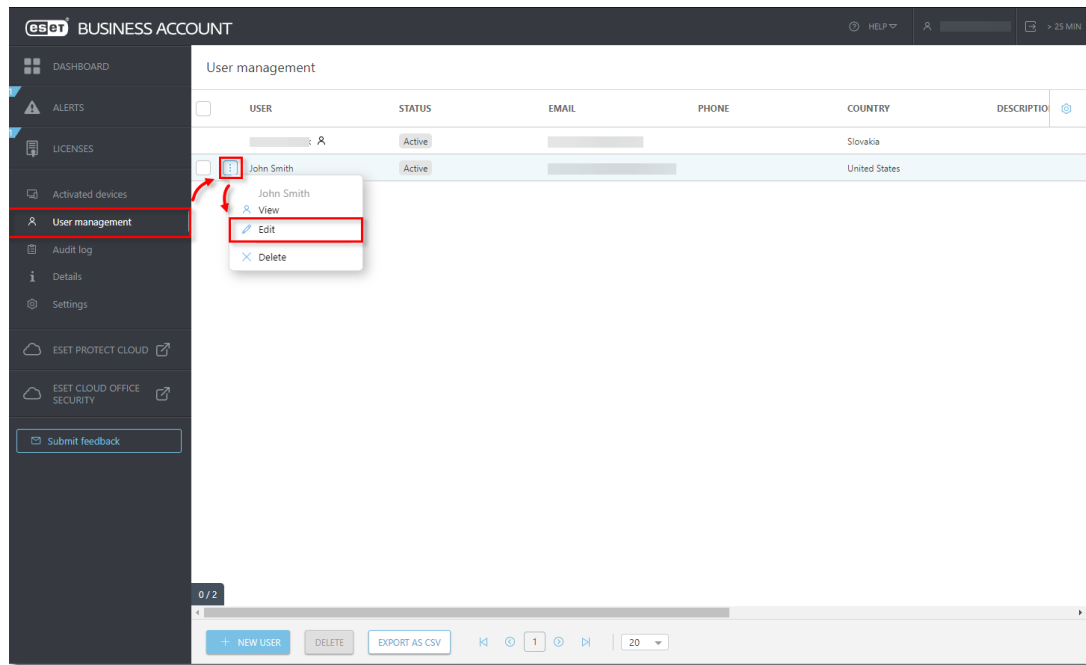 eset BUSINESS ACCOUNT
HELP
> 25 MIN
DASHBOARD
ALERTS
LICENSES
Activated devices
User management
Audit log
Details
Settings
ESET PROTECT CLOUD
ESET CLOUD OFFICE
SECURITY
Submit feedback
User management
USER STATUS EMAIL PHONE COUNTRY DESCRIPTIO
Active Slovakia
John Smith Active United States
John Smith
View
Edit
Delete
0 / 2
+ NEW USER DELETE EXPORT AS CSV 1 20